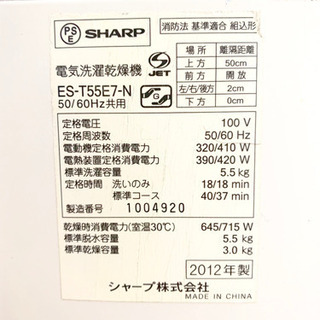 PS
E
SHARP
消防法 基準適合 組込形
電気洗濯乾燥機
S
JET
ES-T55E7-N
50/60Hz共用
G
場所 離隔距離
上方 50cm
前方 開放
左/右/後方 2cm
下方 0cm
定格電圧 100 V
定格周波数 50/60 Hz
電動機定格消費電力 320/410 W
電熱装置定格消費電力 390/420 W
標準洗濯容量 5.5 kg
定格時間 洗いのみ 18/18 min
標準コース 40/37 min
製造番号 1004920
乾燥時消費電力(室温30℃) 645/715 W
標準脱水容量 5.5 kg
標準乾燥容量 3.0 kg
2012年製
シャープ株式会社
MADE IN CHINA